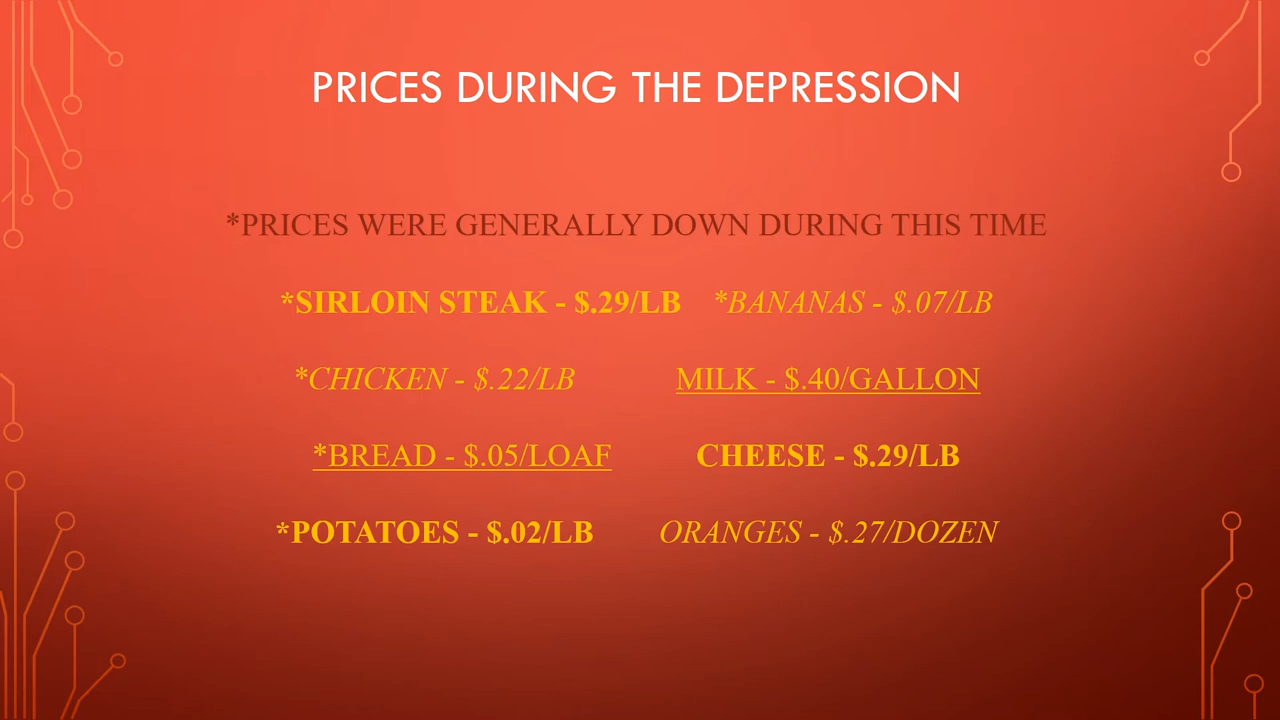 PRICES DURING THE DEPRESSION
*PRICES WERE GENERALLY DOWN DURING THIS TIME
*SIRLOIN STEAK - $.29/LB *BANANAS - $.07/LB
*CHICKEN - $.22/LB MILK - $.40/GALLON
*BREAD - $.05/LOAF CHEESE - $.29/LB
*POTATOES - $.02/LB ORANGES - $.27/DOZEN